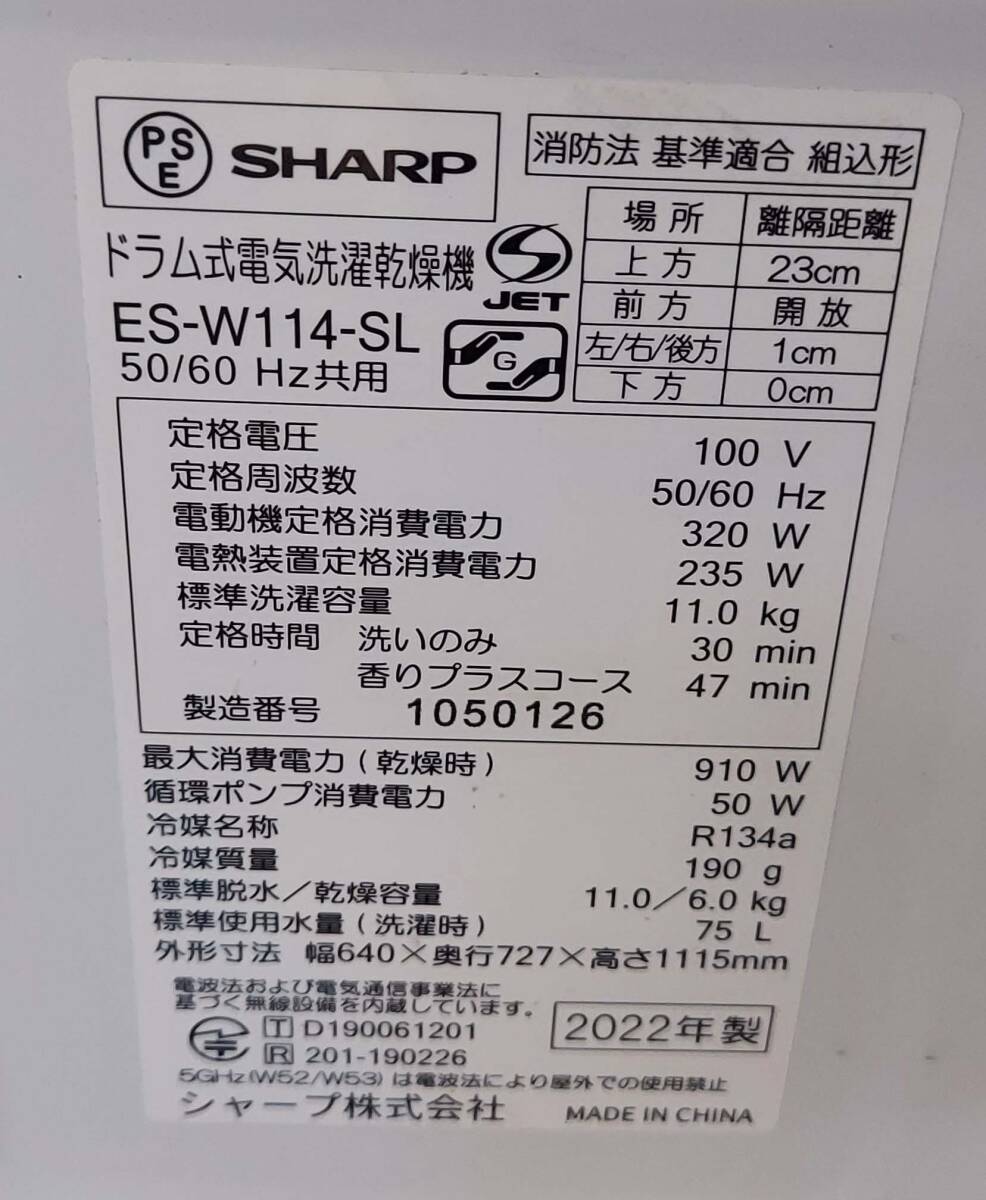 PS
E
SHARP
消防法 基準適合 組込形
場所 離隔距離
上方 23cm
前方 開放
左/右/後方 1cm
下方 0cm
ドラム式電気洗濯乾燥機
JET
ES-W114-SL
G
50/60 Hz共用
定格電圧 100 V
定格周波数 50/60 Hz
電動機定格消費電力 320 W
電熱装置定格消費電力 235 W
標準洗濯容量 11.0 kg
定格時間 洗いのみ 30 min
香りプラスコース 47 min
製造番号 1050126
最大消費電力(乾燥時) 910 W
循環ポンプ消費電力 50 W
冷媒名称 R134a
冷媒質量 190 g
標準脱水/乾燥容量 11.0/6.0 kg
標準使用水量(洗濯時) 75 L
外形寸法 幅640×奥行727×高さ1115mm
電波法および電気通信事業法に
基づく無線設備を内蔵しています。
T D190061201
R 201-190226
2022年製
5GHz(W52/W53)は電波法により屋外での使用禁止
シャープ株式会社 MADE IN CHINA